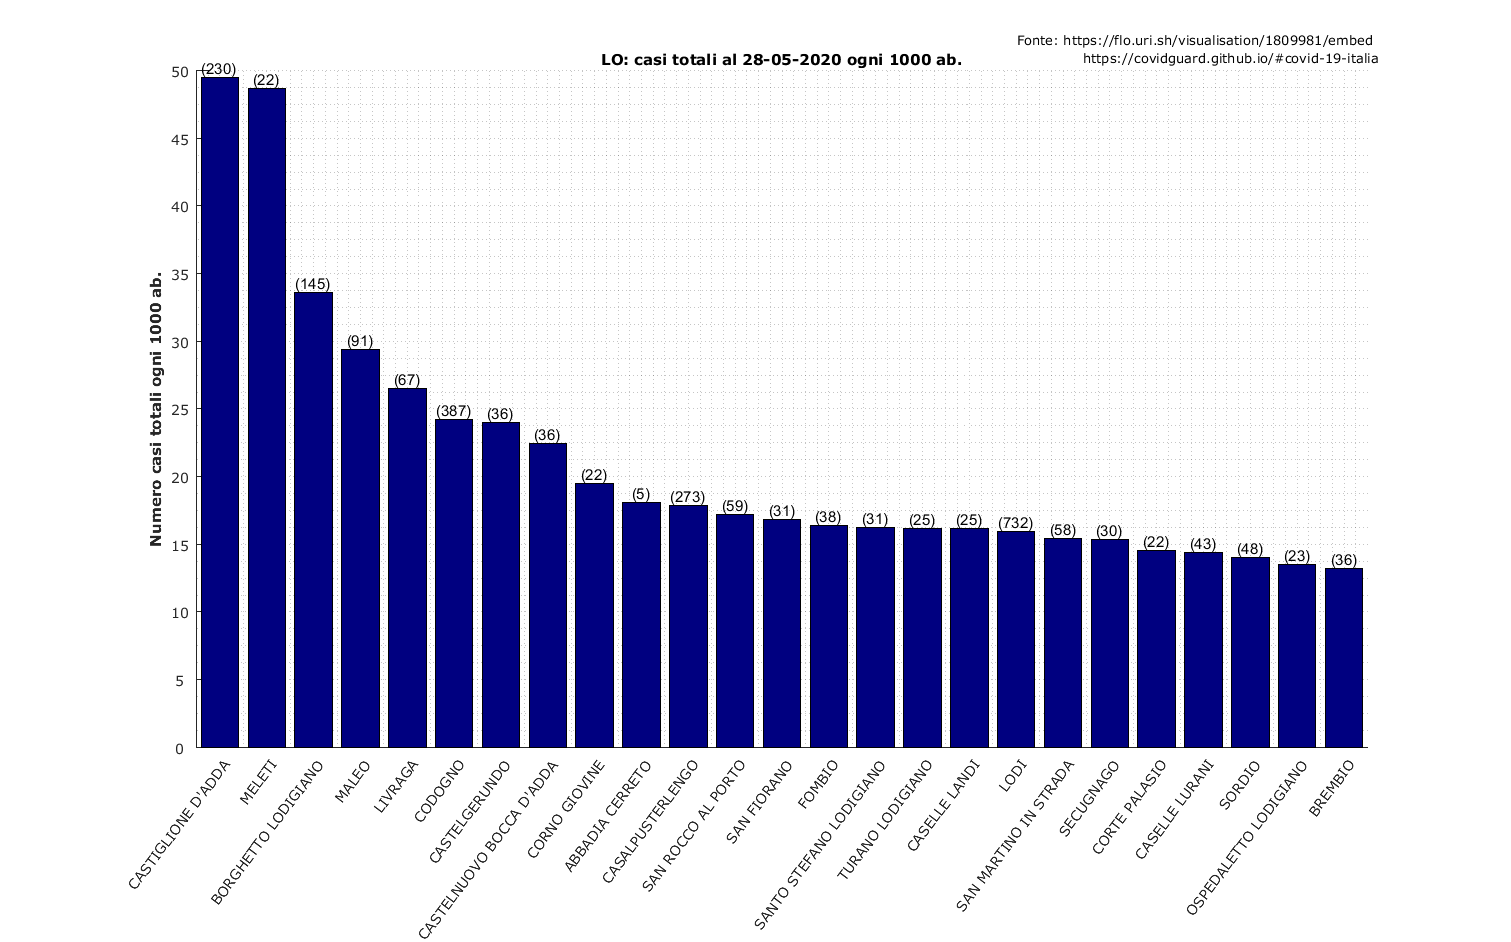 Fonte: https://flo.uri.sh/visualisation/1809981/embed
https://covidguard.github.io/#covid-19-italia
LO: casi totali al 28-05-2020 ogni 1000 ab.
Numero casi totali ogni 1000 ab.
50
45
40
35
30
25
20
15
10
5
0
(230)
(22)
(145)
(91)
(67)
(387)
(36)
(36)
(22)
(5)
(273)
(59)
(31)
(38)
(31)
(25)
(25)
(732)
(58)
(30)
(22)
(43)
(48)
(23)
(36)
CASTIGLIONE D'ADDA
MELETI
BORGHETTO LODIGIANO
MALEO
LIVRAGA
CODOGNO
CASTELGERUNDO
CASTELNUOVO BOCCA D'ADDA
CORNO GIOVINE
ABBADIA CERRETO
CASALPUSTERLENGO
SAN ROCCO AL PORTO
SAN FIORANO
FOMBIO
SANTO STEFANO LODIGIANO
TURANO LODIGIANO
CASELLE LANDI
LODI
SAN MARTINO IN STRADA
SECUGNAGO
CORTE PALASIO
CASELLE LURANI
SORDIO
OSPEDALETTO LODIGIANO
BREMBIO